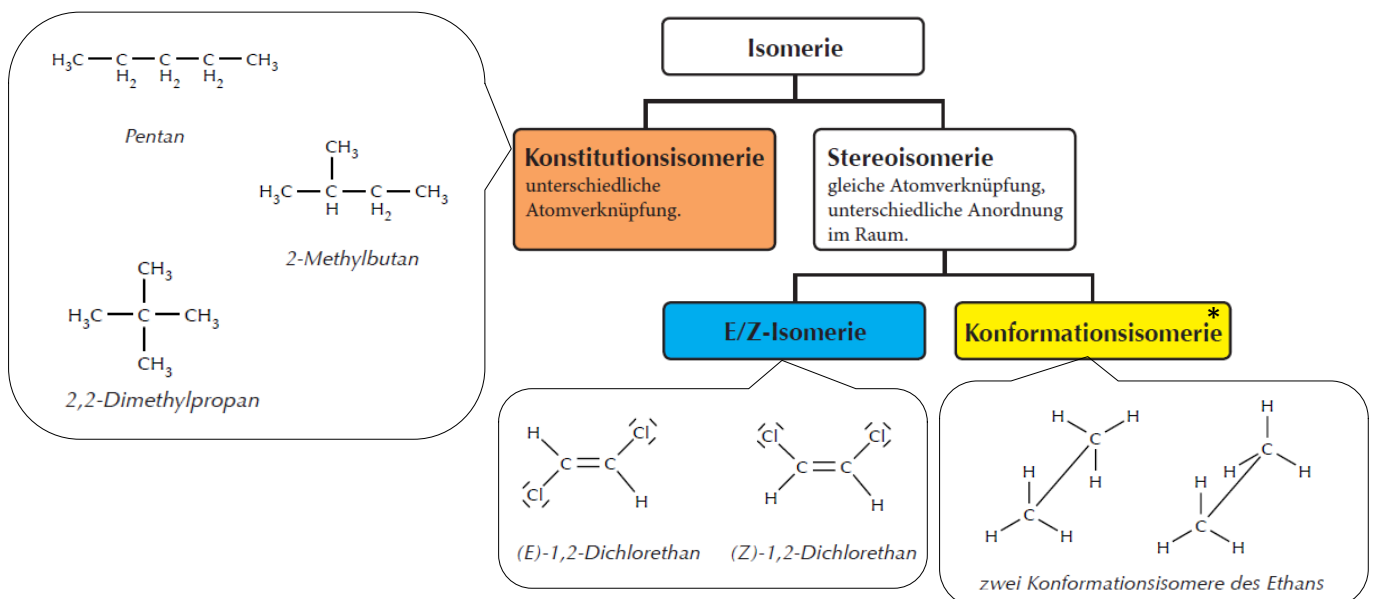 Isomerie
Konstitutionsisomerie
unterschiedliche
Atomverknüpfung.
Stereoisomerie
gleiche Atomverknüpfung,
unterschiedliche Anordnung
im Raum.
H₃C — C — C — C — CH₃
H₂ H₂ H₂
Pentan
CH₃
H₃C — C — C — CH₃
H H₂
2-Methylbutan
CH₃
H₃C — C — CH₃
CH₃
2,2-Dimethylpropan
E/Z-Isomerie
Konformationsisomerie*
H Cl
C = C
Cl H
(E)-1,2-Dichlorethan
Cl Cl
C = C
H H
(Z)-1,2-Dichlorethan
H H
C
H H
C
H H
H
C
H H H
C
H H
zwei Konformationsisomere des Ethans